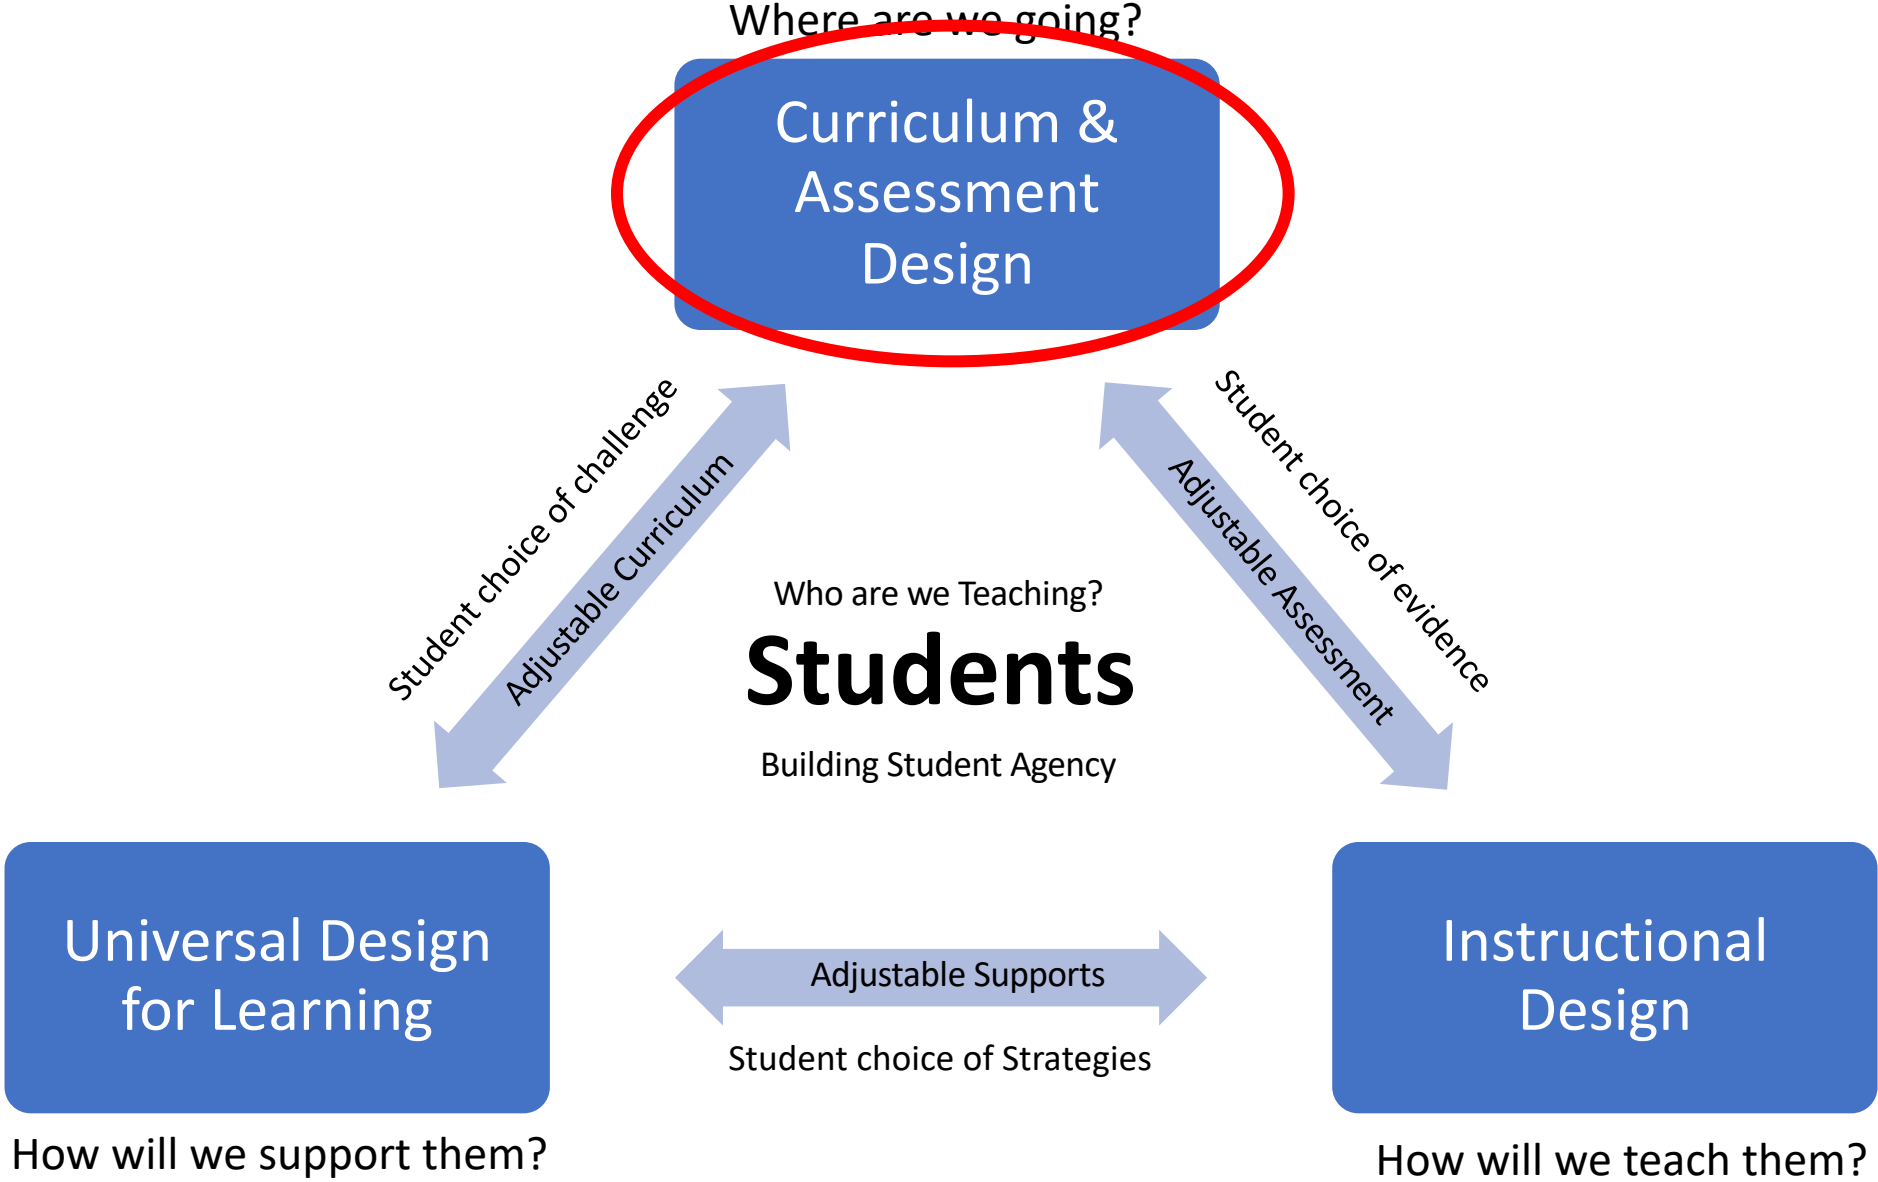 Where are we going?
Curriculum &
Assessment
Design
Student choice of challenge
Adjustable Curriculum
Student choice of evidence
Adjustable Assessment
Who are we Teaching?
Students
Building Student Agency
Universal Design
for Learning
Adjustable Supports
Student choice of Strategies
Instructional
Design
How will we support them?
How will we teach them?